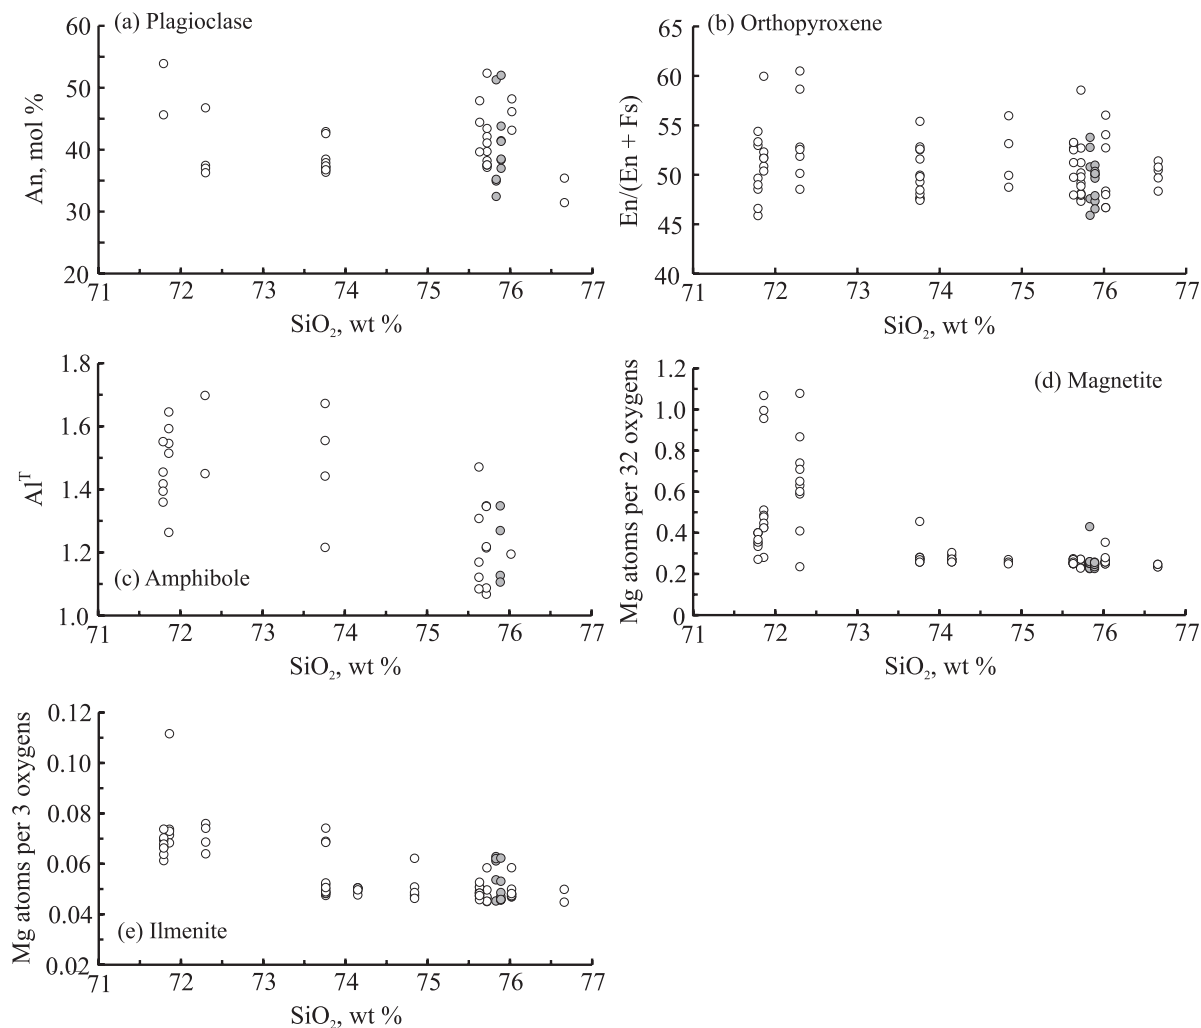 (a) Plagioclase
An, mol %
60
50
40
30
20
71 72 73 74 75 76 77
SiO₂, wt %
(b) Orthopyroxene
En/(En + Fs)
65
60
55
50
45
40
71 72 73 74 75 76 77
SiO₂, wt %
(c) Amphibole
Alᵀ
1.8
1.6
1.4
1.2
1.0
71 72 73 74 75 76 77
SiO₂, wt %
(d) Magnetite
Mg atoms per 32 oxygens
1.2
1.0
0.8
0.6
0.4
0.2
0
71 72 73 74 75 76 77
SiO₂, wt %
(e) Ilmenite
Mg atoms per 3 oxygens
0.12
0.10
0.08
0.06
0.04
0.02
71 72 73 74 75 76 77
SiO₂, wt %